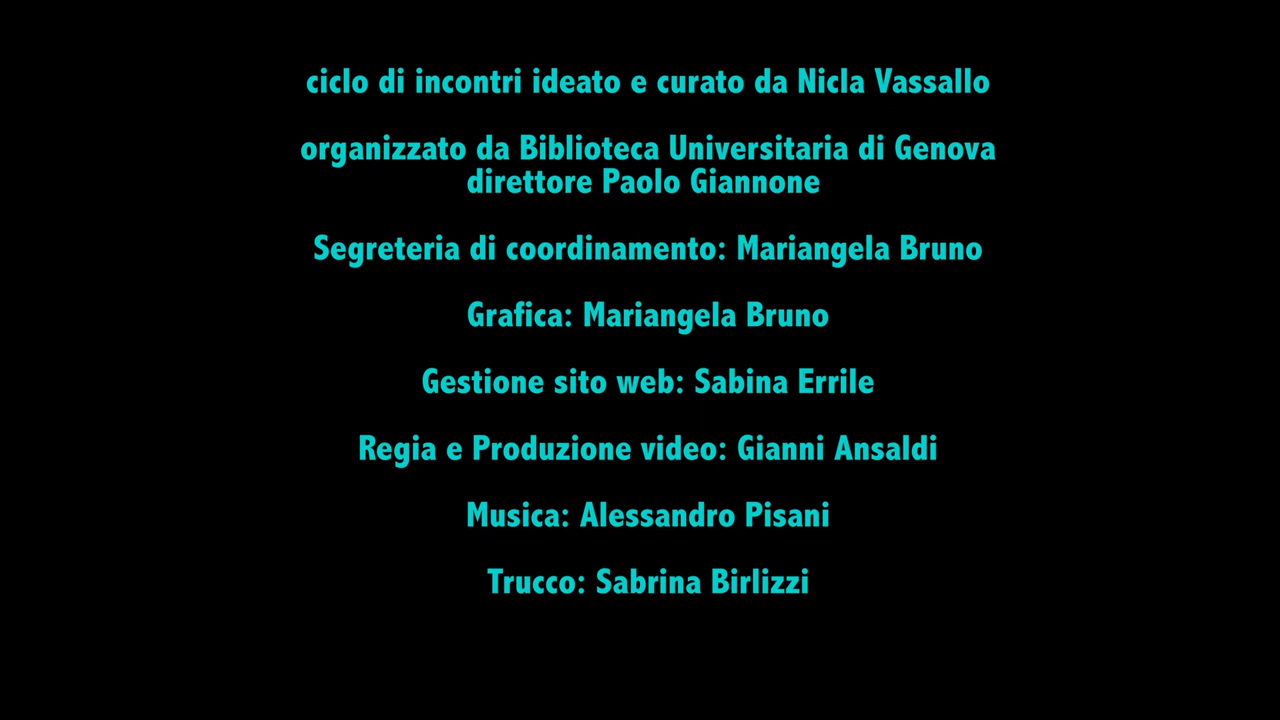 ciclo di incontri ideato e curato da Nicla Vassallo
organizzato da Biblioteca Universitaria di Genova
direttore Paolo Giannone
Segreteria di coordinamento: Mariangela Bruno
Grafica: Mariangela Bruno
Gestione sito web: Sabina Errile
Regia e Produzione video: Gianni Ansaldi
Musica: Alessandro Pisani
Trucco: Sabrina Birlizzi